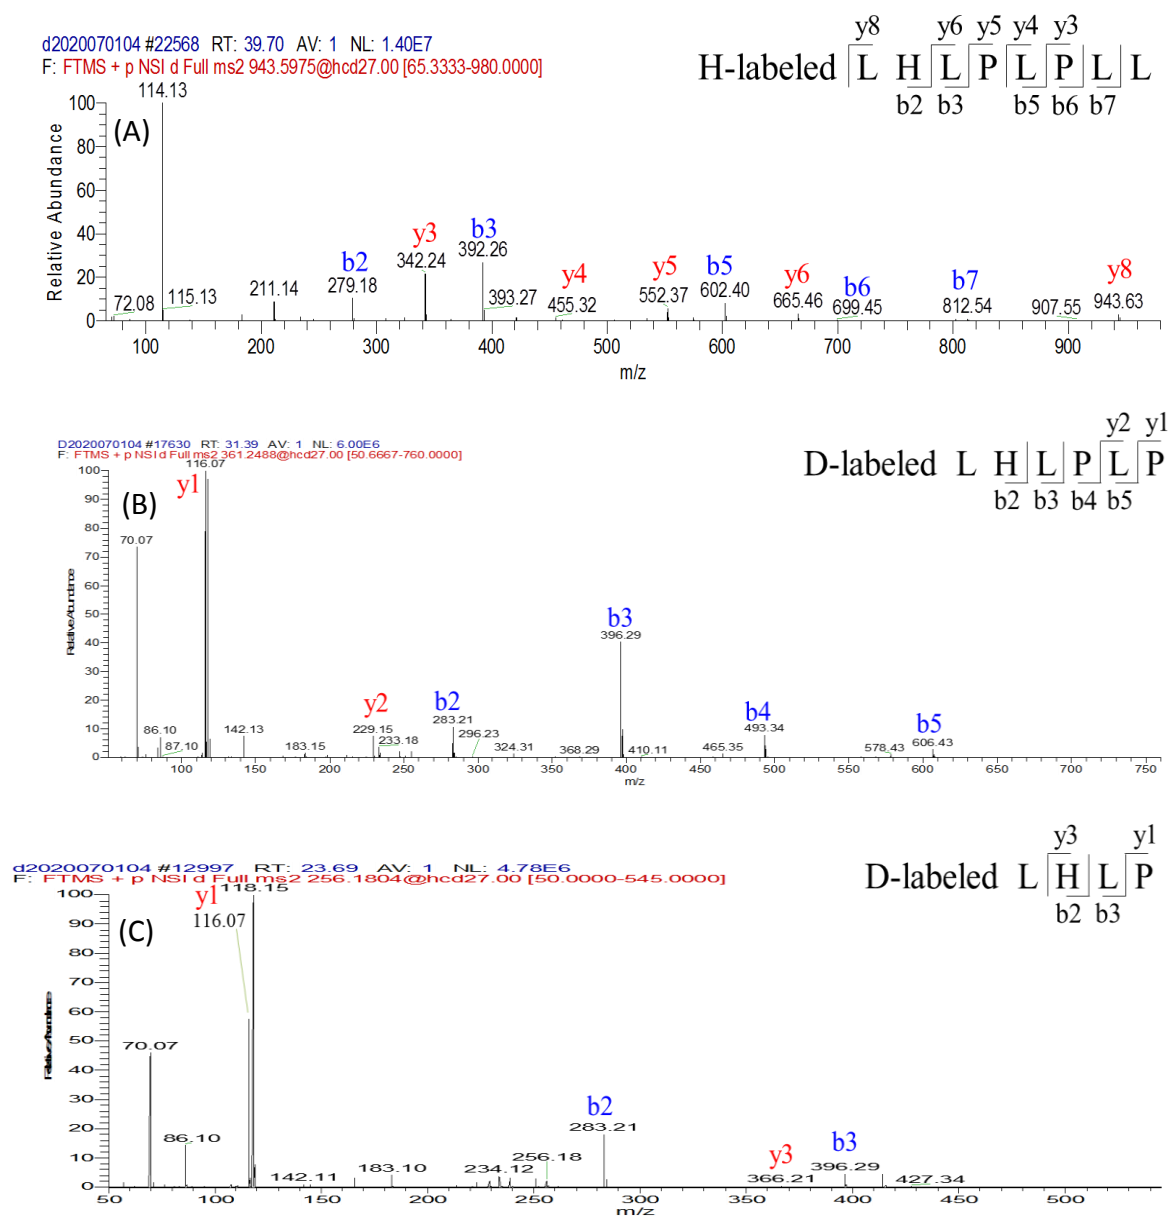 d2020070104 #22568 RT: 39.70 AV: 1 NL: 1.40E7
F: FTMS + p NSI d Full ms2 943.5975@hcd27.00 [65.3333-980.0000]
y8 y6 y5 y4 y3
H-labeled L H L P L P L L
b2 b3 b5 b6 b7
(A)
Relative Abundance
100
80
60
40
20
0
114.13
72.08
115.13
211.14
b2
279.18
y3
342.24
b3
392.26
393.27
y4
455.32
y5
552.37
b5
602.40
y6
665.46
b6
699.45
b7
812.54
907.55
y8
943.63
100 200 300 400 500 600 700 800 900
m/z
D2020070104 #17630 RT: 31.39 AV: 1 NL: 6.00E6
F: FTMS + p NSI d Full ms2 361.2488@hcd27.00 [50.6667-760.0000]
y2 y1
D-labeled L H L P L P
b2 b3 b4 b5
(B)
Relative Abundance
100
90
80
70
60
50
40
30
20
10
0
116.07
y1
70.07
86.10
87.10
142.13
183.15
y2
229.15
233.18
b2
283.21
296.23
324.31
368.29
b3
396.29
410.11
465.35
b4
493.34
578.43
b5
606.43
100 150 200 250 300 350 400 450 500 550 600 650 700 750
m/z
d2020070104 #12997 RT: 23.69 AV: 1 NL: 4.78E6
F: FTMS + p NSI d Full ms2 256.1804@hcd27.00 [50.0000-545.0000]
y3 y1
D-labeled L H L P
b2 b3
(C)
Relative Abundance
100
90
80
70
60
50
40
30
20
10
0
y1
116.07
118.15
70.07
86.10
142.11
183.10
234.12
256.18
b2
283.21
y3
366.21
b3
396.29
427.34
50 100 150 200 250 300 350 400 450 500
m/z